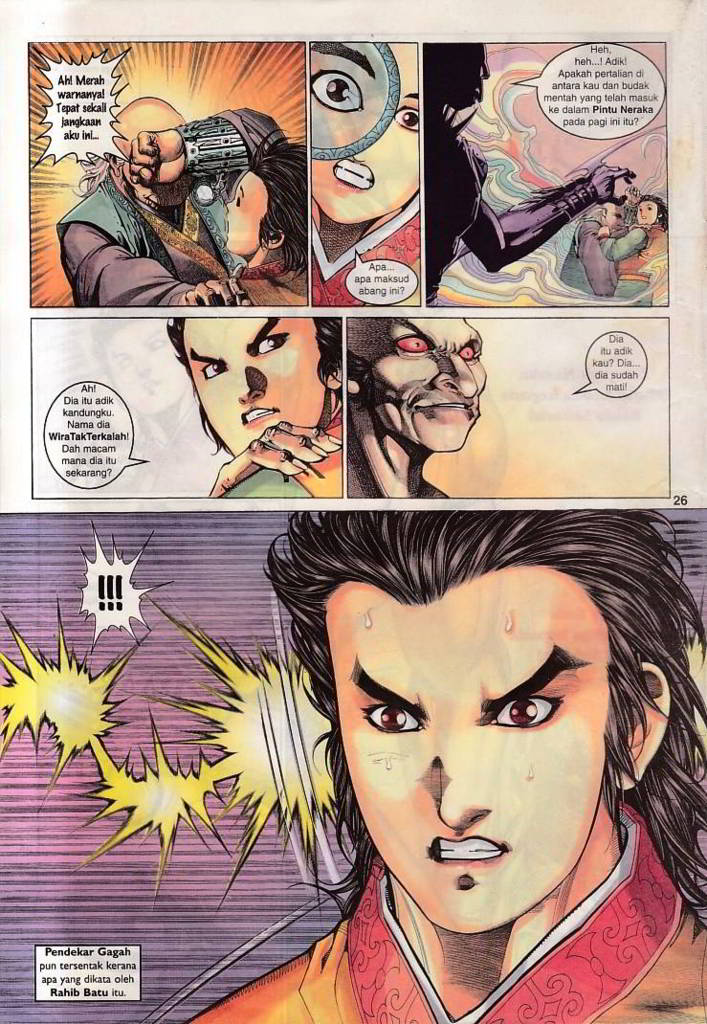 Ah! Merah
warnanya!
Tepat sekali
jangkaan
aku ini...
Apa...
apa maksud
abang ini?
Heh,
heh...! Adik!
Apakah pertalian di
antara kau dan budak
mentah yang telah masuk
ke dalam Pintu Neraka
pada pagi ini itu?
Ah!
Dia itu adik
kandungku.
Nama dia
WiraTakTerkalah!
Dah macam
mana dia itu
sekarang?
Dia
itu adik
kau? Dia...
dia sudah
mati!
26
!!!
Pendekar Gagah
pun tersentak kerana
apa yang dikata oleh
Rahib Batu itu.